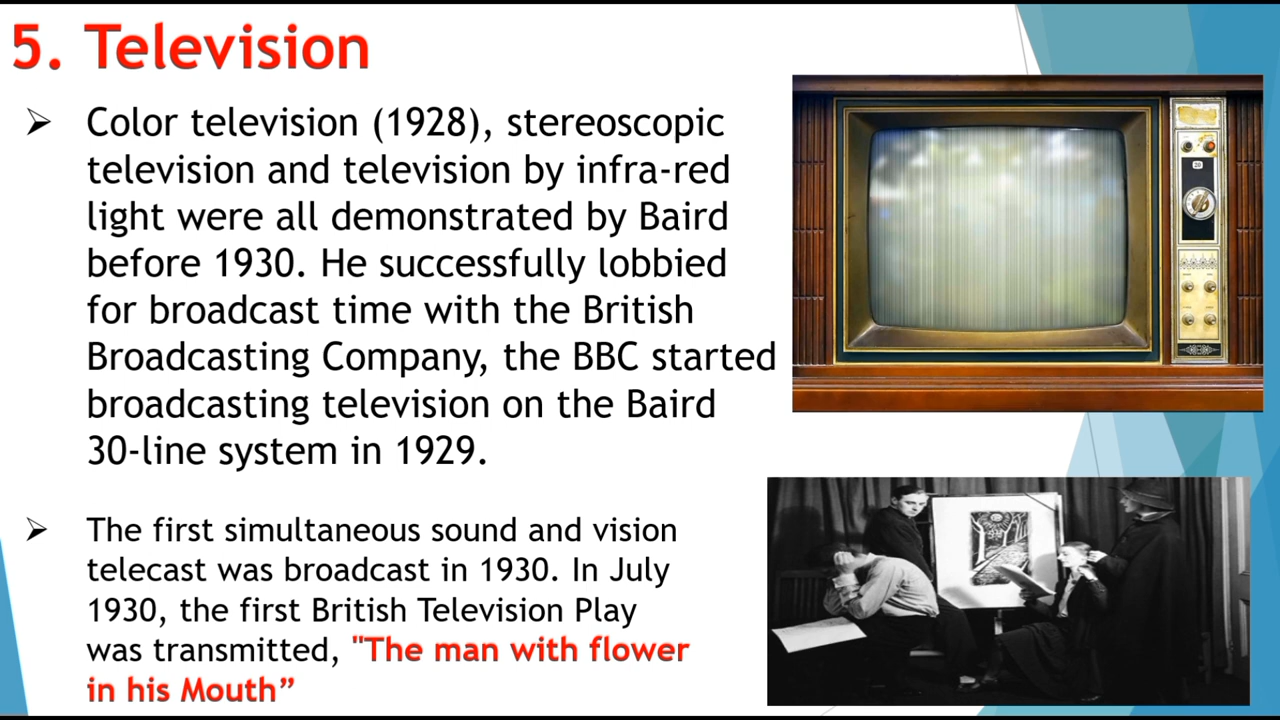 5. Television
➢ Color television (1928), stereoscopic
television and television by infra-red
light were all demonstrated by Baird
before 1930. He successfully lobbied
for broadcast time with the British
Broadcasting Company, the BBC started
broadcasting television on the Baird
30-line system in 1929.
➢ The first simultaneous sound and vision
telecast was broadcast in 1930. In July
1930, the first British Television Play
was transmitted, "The man with flower
in his Mouth”
20